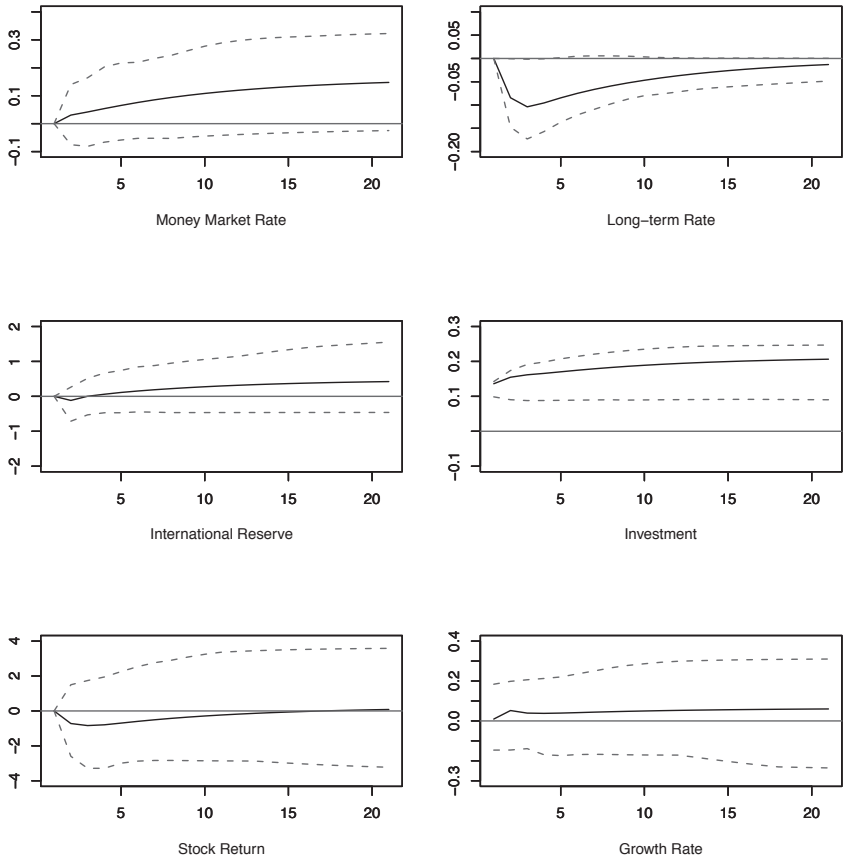 0.3
0.1
−0.1
5 10 15 20
Money Market Rate
0.05
−0.05
−0.20
5 10 15 20
Long−term Rate
2
1
0
−1
−2
5 10 15 20
International Reserve
0.3
0.2
0.1
−0.1
5 10 15 20
Investment
4
2
0
−2
−4
5 10 15 20
Stock Return
0.4
0.2
0.0
−0.3
5 10 15 20
Growth Rate